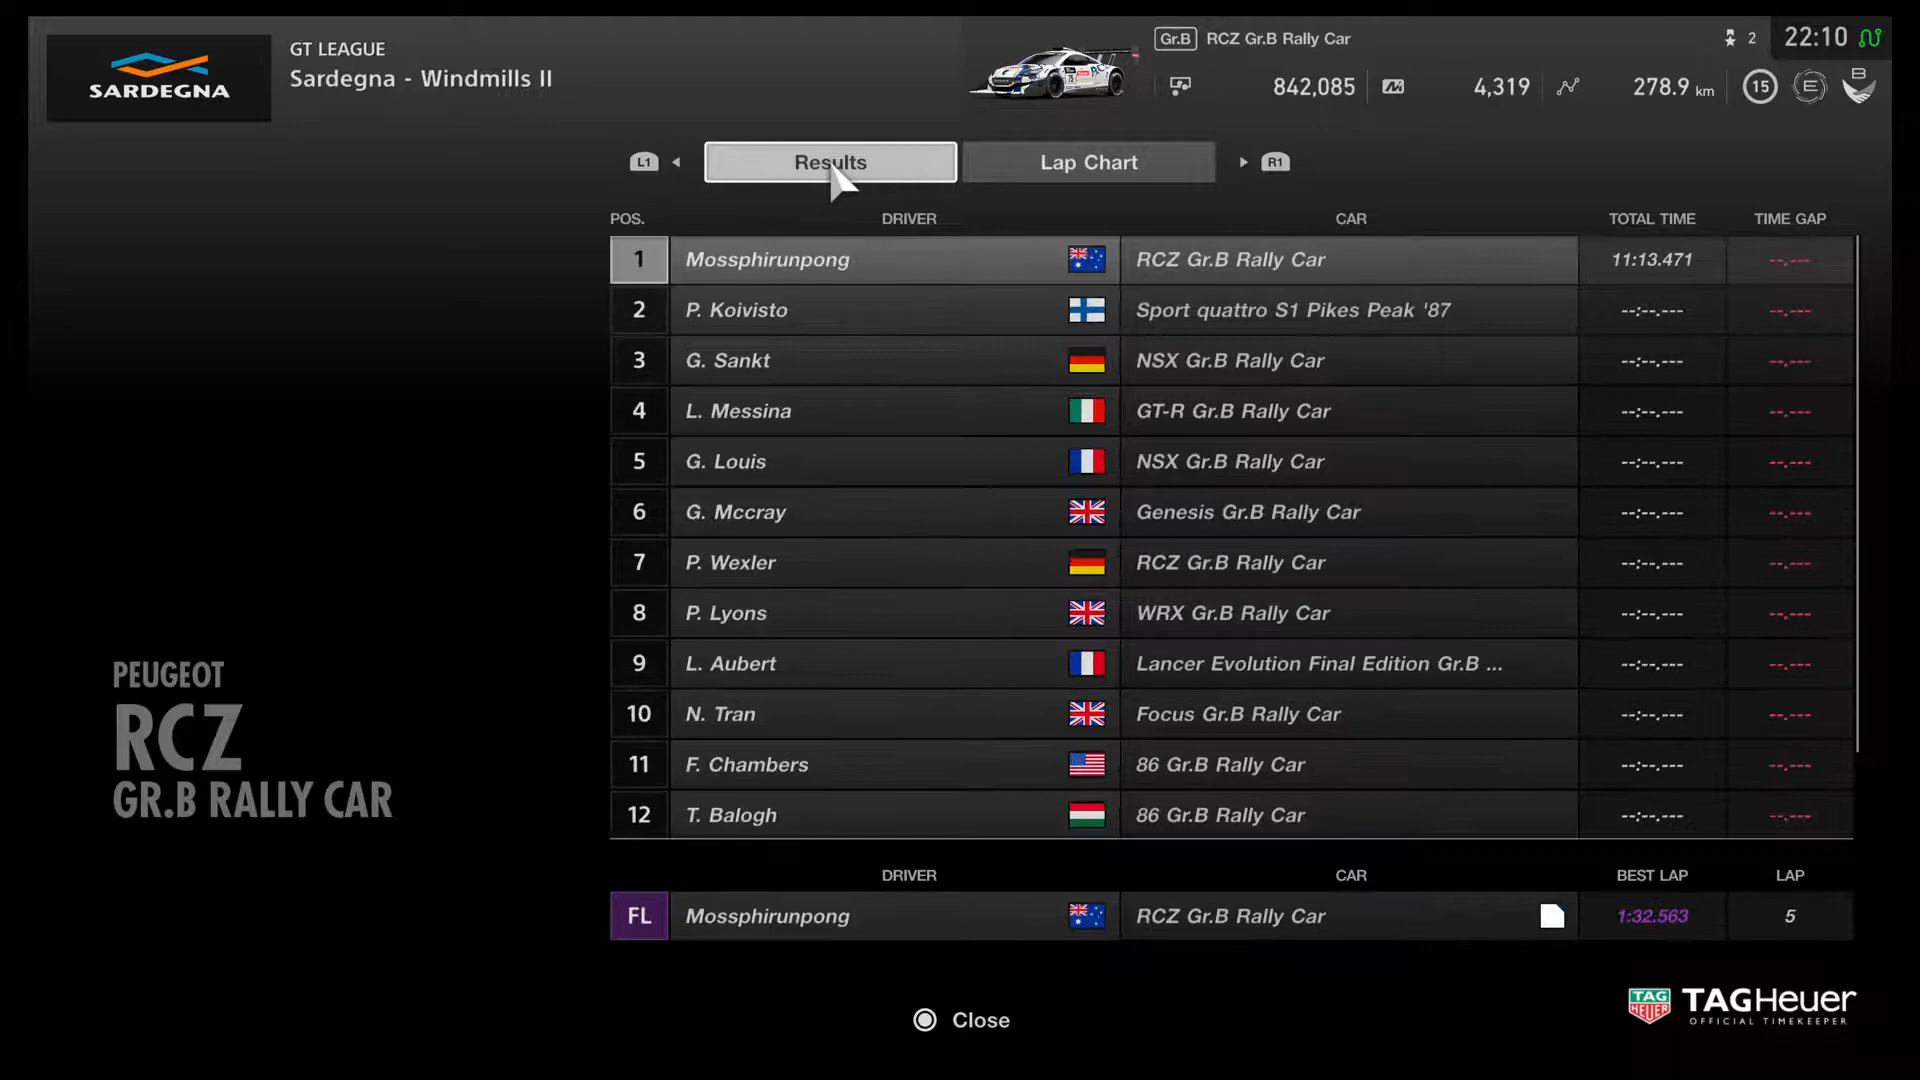 SARDEGNA
GT LEAGUE
Sardegna - Windmills II
Gr.B RCZ Gr.B Rally Car
2
22:10
842,085
4,319
278.9 km
15
E
B
L1
Results
Lap Chart
R1
POS. DRIVER CAR TOTAL TIME TIME GAP
1 Mossphirunpong RCZ Gr.B Rally Car 11:13.471 --.---
2 P. Koivisto Sport quattro S1 Pikes Peak '87 --:--.--- --.---
3 G. Sankt NSX Gr.B Rally Car --:--.--- --.---
4 L. Messina GT-R Gr.B Rally Car --:--.--- --.---
5 G. Louis NSX Gr.B Rally Car --:--.--- --.---
6 G. Mccray Genesis Gr.B Rally Car --:--.--- --.---
7 P. Wexler RCZ Gr.B Rally Car --:--.--- --.---
8 P. Lyons WRX Gr.B Rally Car --:--.--- --.---
9 L. Aubert Lancer Evolution Final Edition Gr.B ... --:--.--- --.---
10 N. Tran Focus Gr.B Rally Car --:--.--- --.---
11 F. Chambers 86 Gr.B Rally Car --:--.--- --.---
12 T. Balogh 86 Gr.B Rally Car --:--.--- --.---
PEUGEOT
RCZ
GR.B RALLY CAR
DRIVER CAR BEST LAP LAP
FL Mossphirunpong RCZ Gr.B Rally Car 1:32.563 5
Close
TAG HEUER
TAGHeuer
OFFICIAL TIMEKEEPER